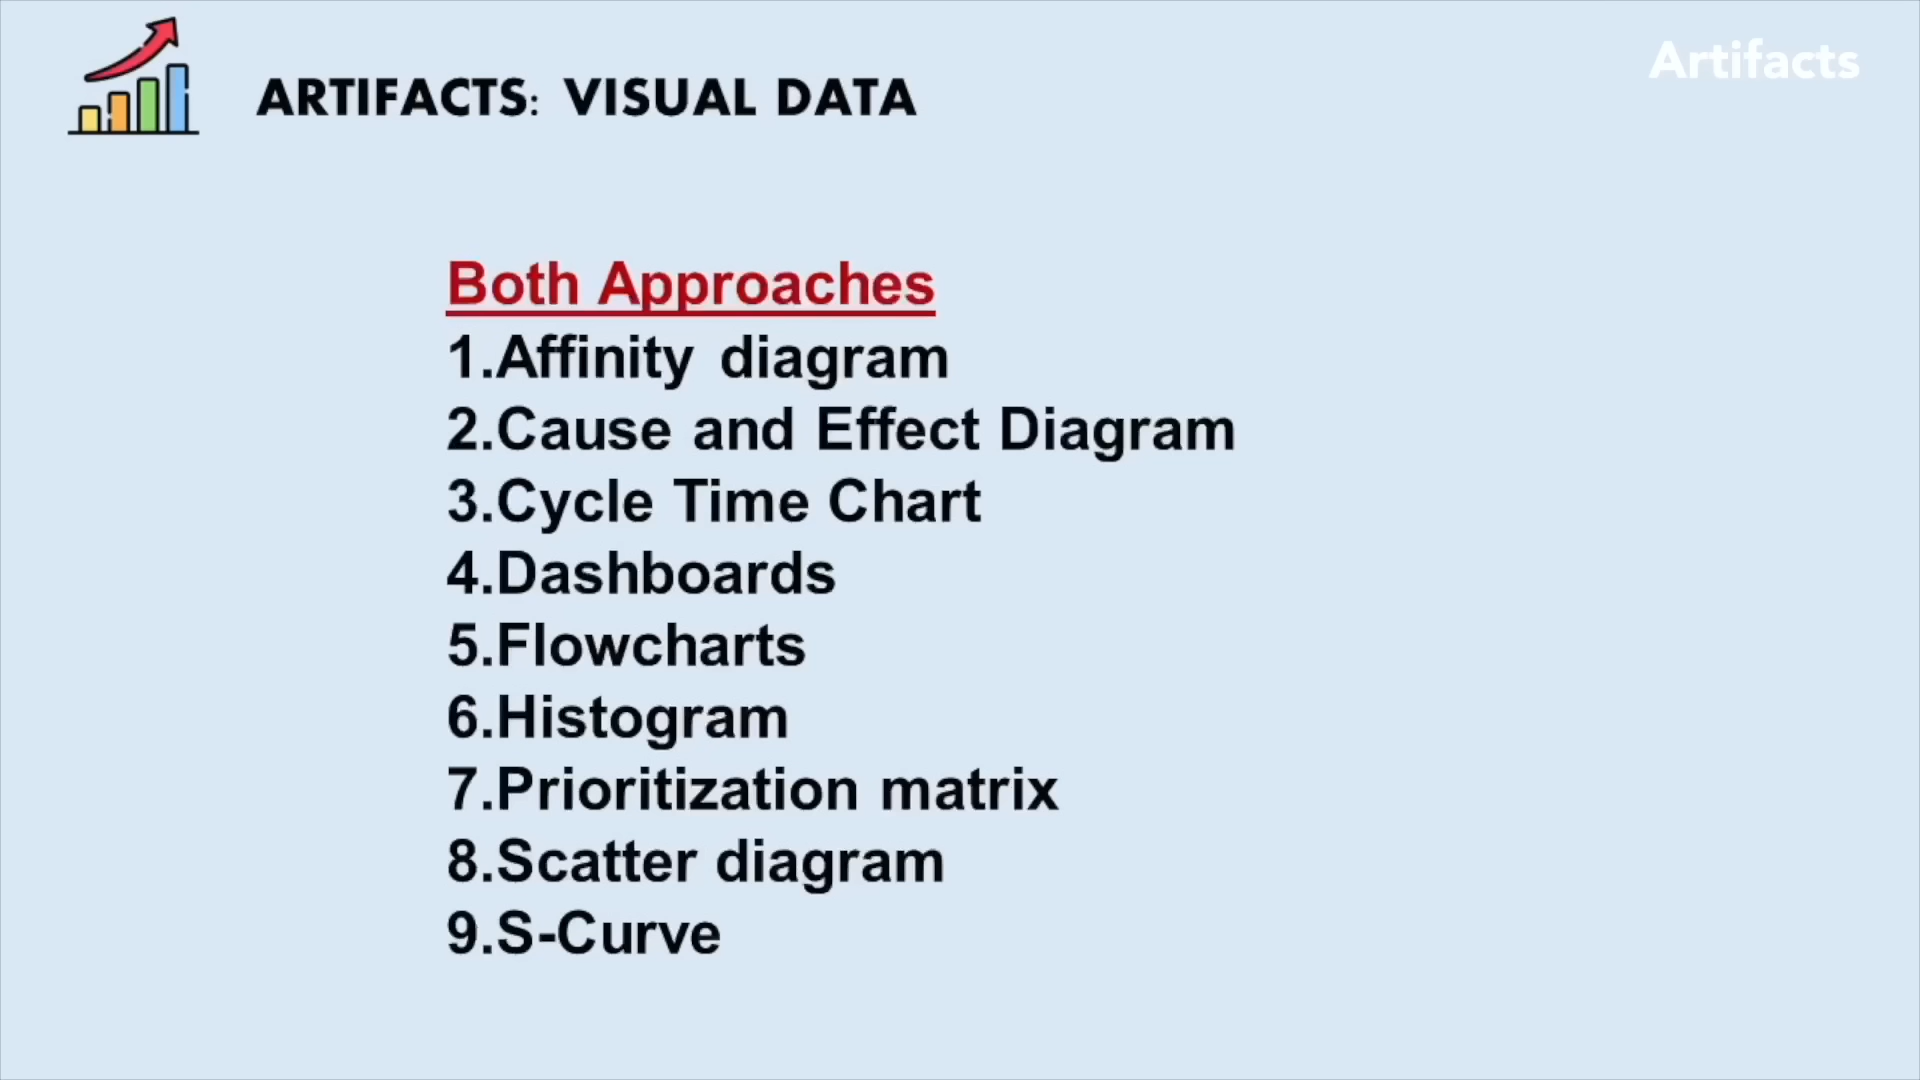 Artifacts
ARTIFACTS: VISUAL DATA
Both Approaches
1.Affinity diagram
2.Cause and Effect Diagram
3.Cycle Time Chart
4.Dashboards
5.Flowcharts
6.Histogram
7.Prioritization matrix
8.Scatter diagram
9.S-Curve